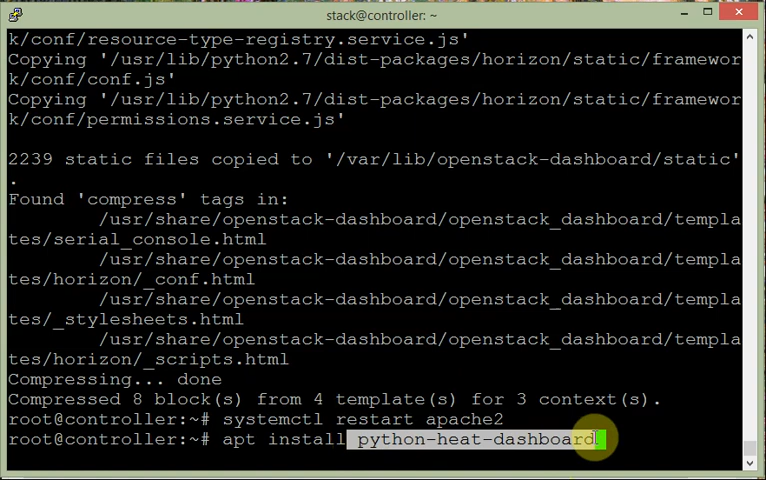 stack@controller: ~
k/conf/resource-type-registry.service.js'
Copying '/usr/lib/python2.7/dist-packages/horizon/static/framewor
k/conf/conf.js'
Copying '/usr/lib/python2.7/dist-packages/horizon/static/framewor
k/conf/permissions.service.js'
2239 static files copied to '/var/lib/openstack-dashboard/static'
.
Found 'compress' tags in:
/usr/share/openstack-dashboard/openstack_dashboard/templa
tes/serial_console.html
/usr/share/openstack-dashboard/openstack_dashboard/templa
tes/horizon/_conf.html
/usr/share/openstack-dashboard/openstack_dashboard/templa
tes/_stylesheets.html
/usr/share/openstack-dashboard/openstack_dashboard/templa
tes/horizon/_scripts.html
Compressing... done
Compressed 8 block(s) from 4 template(s) for 3 context(s).
root@controller:~# systemctl restart apache2
root@controller:~# apt install python-heat-dashboard